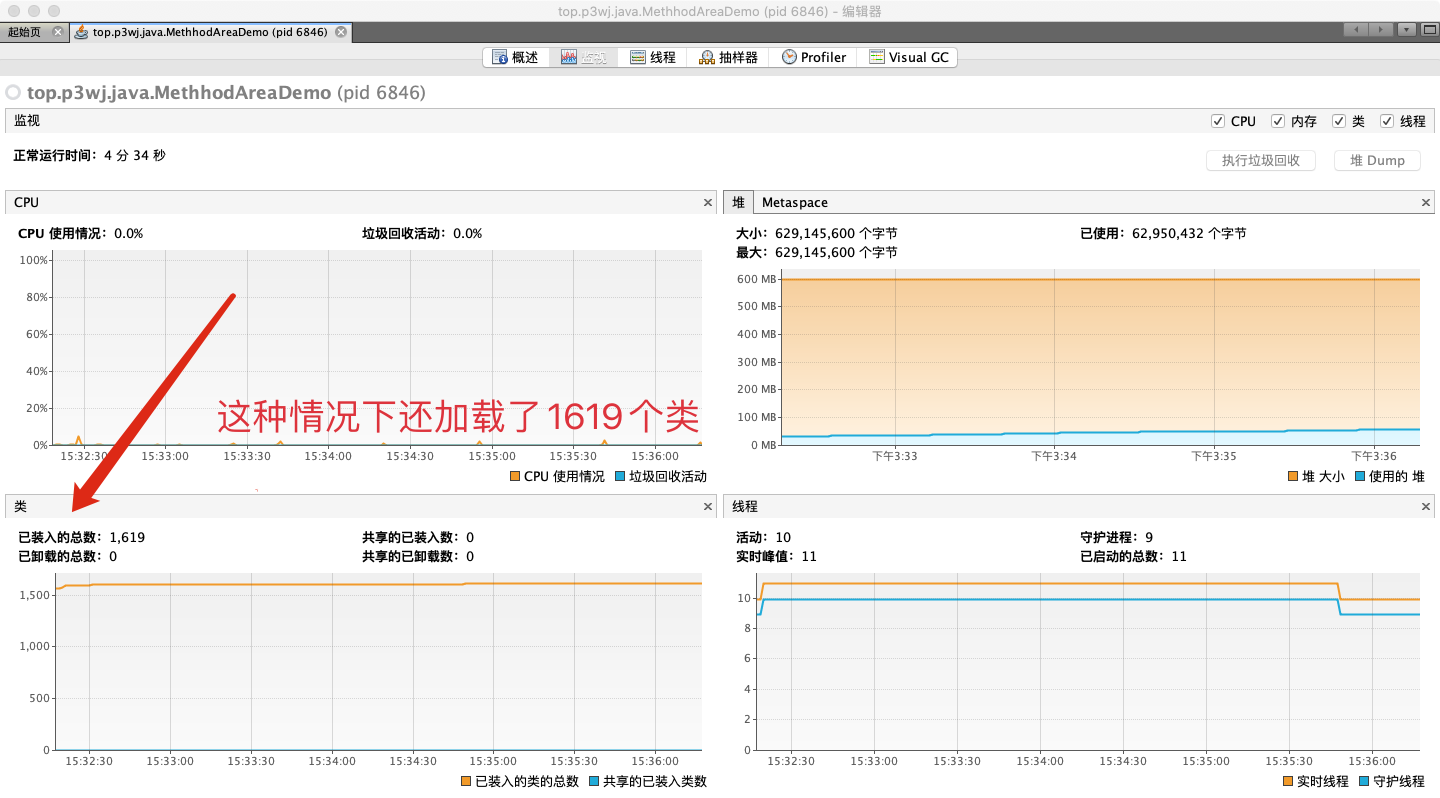 top.p3wj.java.MethhodAreaDemo (pid 6846) - 编辑器
起始页 top.p3wj.java.MethhodAreaDemo (pid 6846)
概述 监视 线程 抽样器 Profiler Visual GC
top.p3wj.java.MethhodAreaDemo (pid 6846)
监视 CPU 内存 类 线程
正常运行时间: 4 分 34 秒
执行垃圾回收 堆 Dump
CPU
CPU 使用情况: 0.0% 垃圾回收活动: 0.0%
100%
80%
60%
40%
20%
0%
这种情况下还加载了1619个类
15:32:30 15:33:00 15:33:30 15:34:00 15:34:30 15:35:00 15:35:30 15:36:00
CPU 使用情况 垃圾回收活动
堆 Metaspace
大小: 629,145,600 个字节 已使用: 62,950,432 个字节
最大: 629,145,600 个字节
600 MB
500 MB
400 MB
300 MB
200 MB
100 MB
0 MB
下午3:33 下午3:34 下午3:35 下午3:36
堆 大小 使用的 堆
类
已装入的总数: 1,619 共享的已装入数: 0
已卸载的总数: 0 共享的已卸载数: 0
1,500
1,000
500
0
15:32:30 15:33:00 15:33:30 15:34:00 15:34:30 15:35:00 15:35:30 15:36:00
已装入的类的总数 共享的已装入类数
线程
活动: 10 守护进程: 9
实时峰值: 11 已启动的总数: 11
10
8
6
4
2
0
15:32:30 15:33:00 15:33:30 15:34:00 15:34:30 15:35:00 15:35:30 15:36:00
实时线程 守护线程